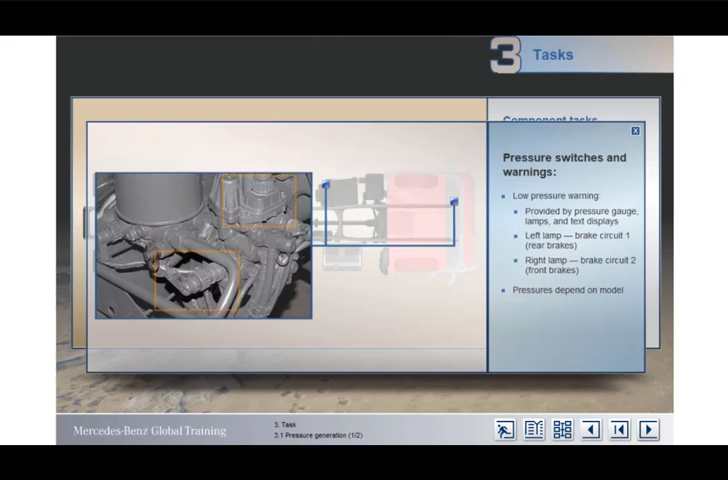 3 Tasks
Component tasks
x
Pressure switches and
warnings:
Low pressure warning:
Provided by pressure gauge,
lamps, and text displays
Left lamp — brake circuit 1
(rear brakes)
Right lamp — brake circuit 2
(front brakes)
Pressures depend on model
Mercedes-Benz Global Training
3. Task
3.1 Pressure generation (1/2)